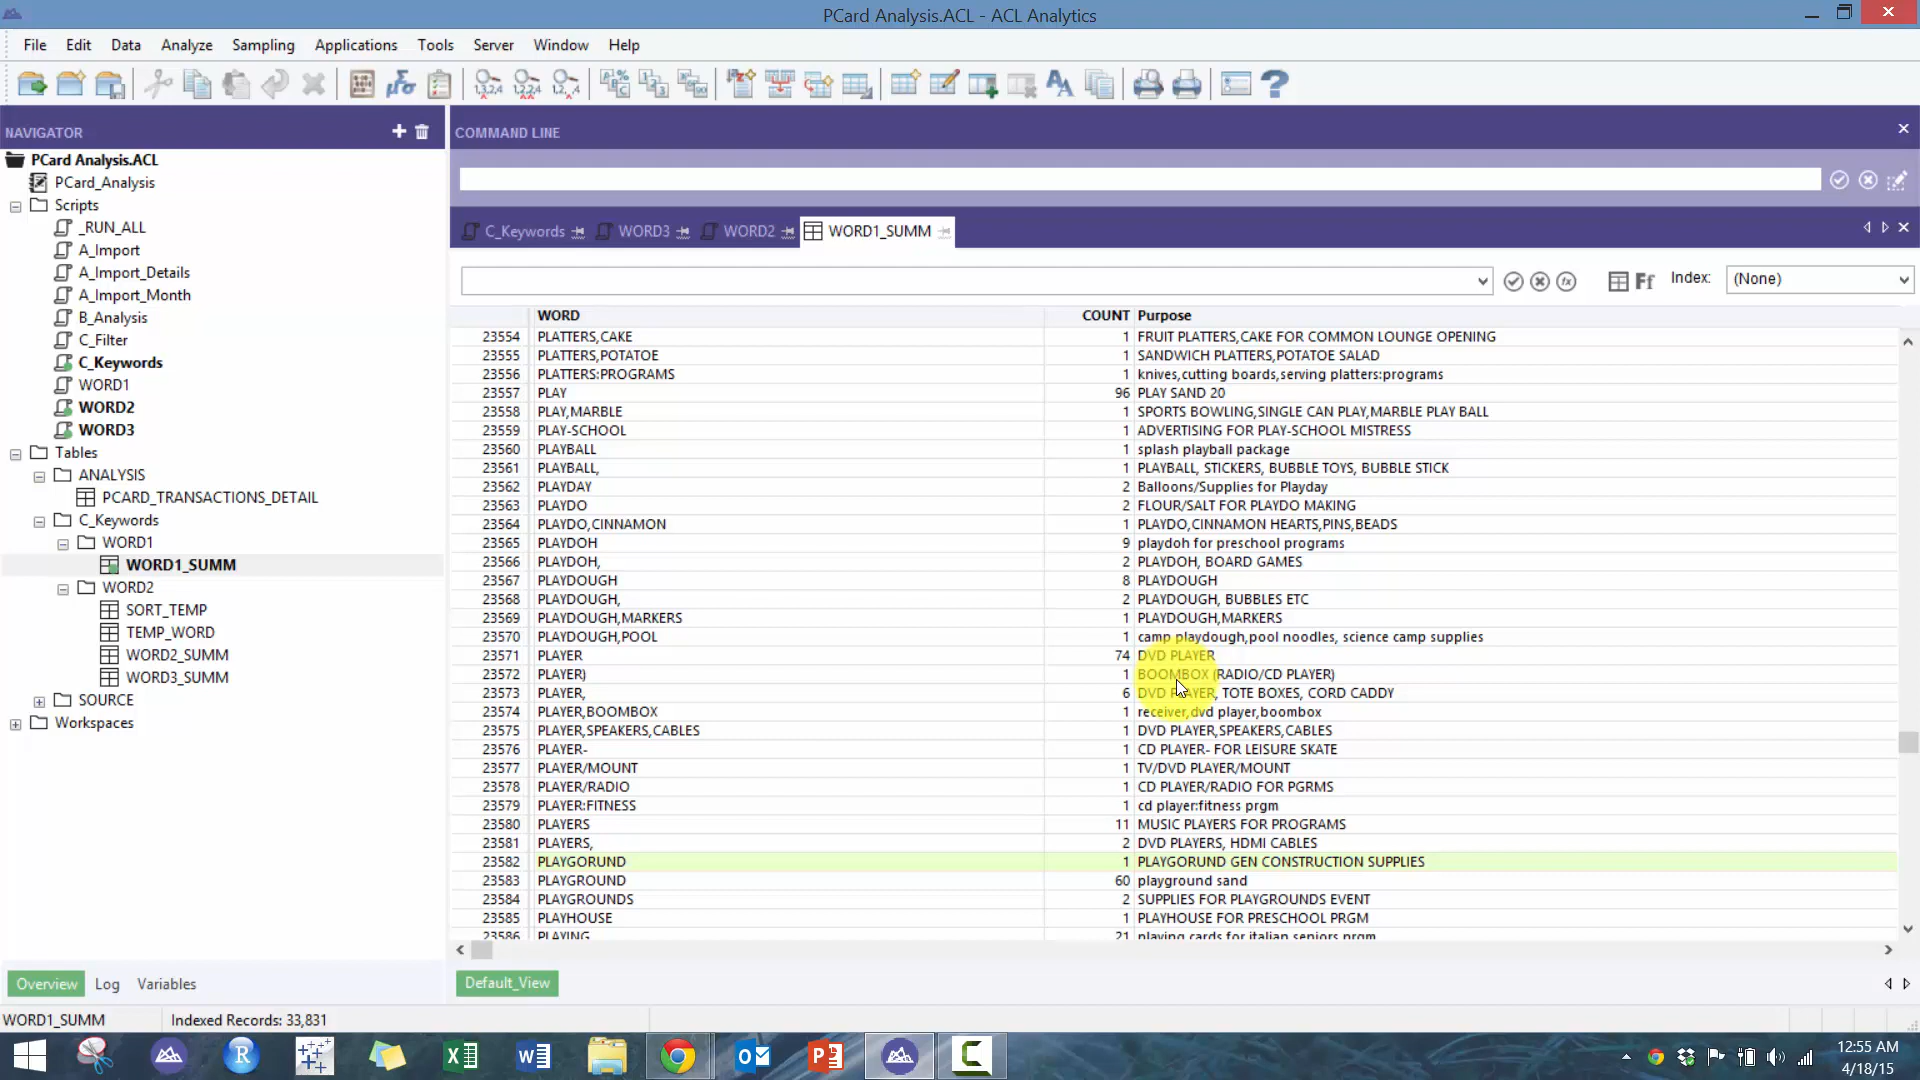 PCard Analysis.ACL - ACL Analytics
File Edit Data Analyze Sampling Applications Tools Server Window Help
NAVIGATOR
COMMAND LINE
PCard Analysis.ACL
PCard_Analysis
Scripts
_RUN_ALL
A_Import
A_Import_Details
A_Import_Month
B_Analysis
C_Filter
C_Keywords
WORD1
WORD2
WORD3
Tables
ANALYSIS
PCARD_TRANSACTIONS_DETAIL
C_Keywords
WORD1
WORD1_SUMM
WORD2
SORT_TEMP
TEMP_WORD
WORD2_SUMM
WORD3_SUMM
SOURCE
Workspaces
C_Keywords WORD3 WORD2 WORD1_SUMM
Ff Index: (None)
WORD COUNT Purpose
23554 PLATTERS,CAKE 1 FRUIT PLATTERS,CAKE FOR COMMON LOUNGE OPENING
23555 PLATTERS,POTATOE 1 SANDWICH PLATTERS,POTATOE SALAD
23556 PLATTERS:PROGRAMS 1 knives,cutting boards,serving platters:programs
23557 PLAY 96 PLAY SAND 20
23558 PLAY,MARBLE 1 SPORTS BOWLING,SINGLE CAN PLAY,MARBLE PLAY BALL
23559 PLAY-SCHOOL 1 ADVERTISING FOR PLAY-SCHOOL MISTRESS
23560 PLAYBALL 1 splash playball package
23561 PLAYBALL, 1 PLAYBALL, STICKERS, BUBBLE TOYS, BUBBLE STICK
23562 PLAYDAY 2 Balloons/Supplies for Playday
23563 PLAYDO 2 FLOUR/SALT FOR PLAYDO MAKING
23564 PLAYDO,CINNAMON 1 PLAYDO,CINNAMON HEARTS,PINS,BEADS
23565 PLAYDOH 9 playdoh for preschool programs
23566 PLAYDOH, 2 PLAYDOH, BOARD GAMES
23567 PLAYDOUGH 8 PLAYDOUGH
23568 PLAYDOUGH, 2 PLAYDOUGH, BUBBLES ETC
23569 PLAYDOUGH,MARKERS 1 PLAYDOUGH,MARKERS
23570 PLAYDOUGH,POOL 1 camp playdough,pool noodles, science camp supplies
23571 PLAYER 74 DVD PLAYER
23572 PLAYER) 1 BOOMBOX (RADIO/CD PLAYER)
23573 PLAYER, 6 DVD PLAYER, TOTE BOXES, CORD CADDY
23574 PLAYER,BOOMBOX 1 receiver,dvd player,boombox
23575 PLAYER,SPEAKERS,CABLES 1 DVD PLAYER,SPEAKERS,CABLES
23576 PLAYER- 1 CD PLAYER- FOR LEISURE SKATE
23577 PLAYER/MOUNT 1 TV/DVD PLAYER/MOUNT
23578 PLAYER/RADIO 1 CD PLAYER/RADIO FOR PGRMS
23579 PLAYER:FITNESS 1 cd player:fitness prgm
23580 PLAYERS 11 MUSIC PLAYERS FOR PROGRAMS
23581 PLAYERS, 2 DVD PLAYERS, HDMI CABLES
23582 PLAYGORUND 1 PLAYGORUND GEN CONSTRUCTION SUPPLIES
23583 PLAYGROUND 60 playground sand
23584 PLAYGROUNDS 2 SUPPLIES FOR PLAYGROUNDS EVENT
23585 PLAYHOUSE 1 PLAYHOUSE FOR PRESCHOOL PRGM
23586 PLAYING 21 playing cards for italian seniors prgm
Overview Log Variables
Default_View
WORD1_SUMM Indexed Records: 33,831
12:55 AM
4/18/15